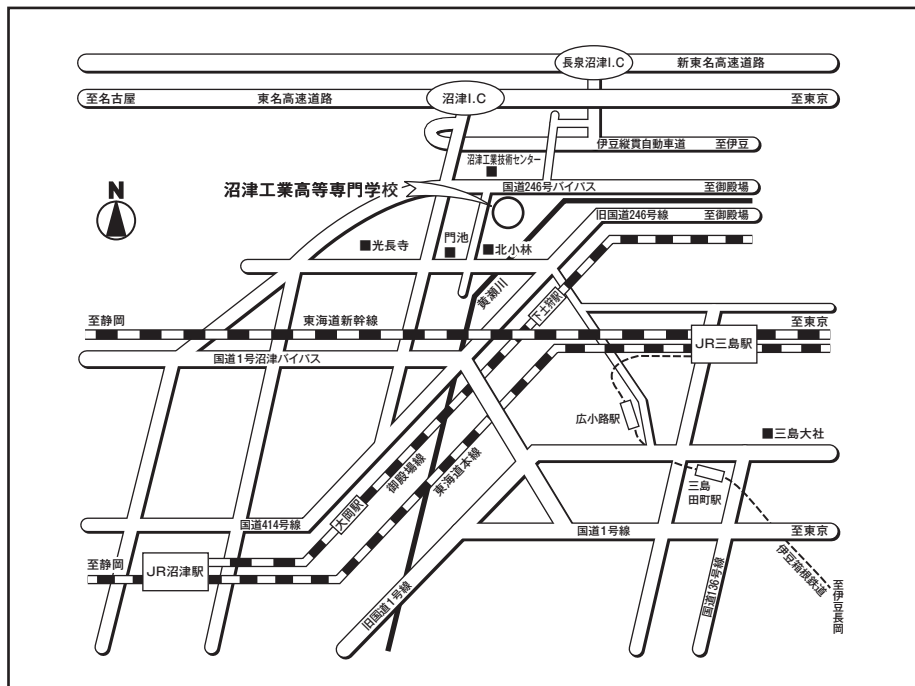 長泉沼津I.C
新東名高速道路
至名古屋
東名高速道路
沼津I.C
至東京
伊豆縦貫自動車道
至伊豆
沼津工業技術センター
国道246号バイパス
至御殿場
沼津工業高等専門学校
N
旧国道246号線
至御殿場
■光長寺
門池
■
■北小林
黄瀬川
下土狩駅
至静岡
東海道新幹線
至東京
国道1号沼津バイパス
JR三島駅
広小路駅
■三島大社
御殿場線
東海道本線
三島
田町駅
大岡駅
国道414号線
国道1号線
至東京
至静岡
JR沼津駅
旧国道1号線
国道136号線
伊豆箱根鉄道
至伊豆長岡